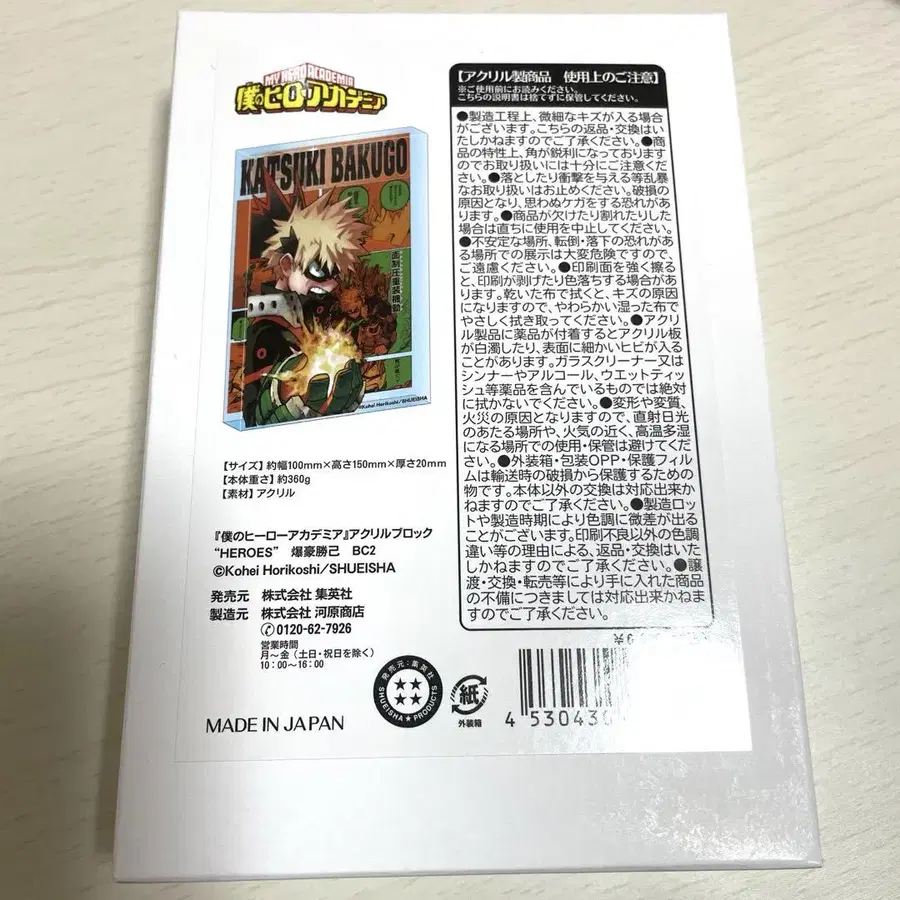 MY HERO ACADEMIA
僕のヒーローアカデミア
KATSUKI BAKUGO
面制圧重装機動
©Kohei Horikoshi/SHUEISHA
【サイズ】約幅100mm×高さ150mm×厚さ20mm
【本体重さ】約360g
【素材】アクリル
『僕のヒーローアカデミア』アクリルブロック
“HEROES” 爆豪勝己 BC2
©Kohei Horikoshi/SHUEISHA
発売元 株式会社 集英社
製造元 株式会社 河原商店
0120-62-7926
営業時間
月～金（土日・祝日を除く）
10：00～16：00
MADE IN JAPAN
【アクリル製商品 使用上のご注意】
※ご使用前にお読みください。
こちらの説明書は捨てずに保管してください。
●製造工程上、微細なキズが入る場合
がございます。こちらの返品・交換はい
たしかねますのでご了承ください。●商
品の特性上、角が鋭利になっております
のでお取り扱いには十分にご注意くださ
い。●落としたり衝撃を与える等乱暴
なお取り扱いはお止めください。破損の
原因となり、思わぬケガをする恐れがあ
ります。●商品が欠けたり割れたりした
場合は直ちに使用を中止してください。
●不安定な場所、転倒・落下の恐れがあ
る場所での展示は大変危険ですので、
ご遠慮ください。●印刷面を強く擦る
と、印刷が剥げたり色落ちする場合があ
ります。乾いた布で拭くと、キズの原因
になりますので、やわらかい湿った布で
やさしく拭き取ってください。●アクリ
ル製品に薬品が付着するとアクリル板
が白濁したり、表面に細かいヒビが入る
ことがあります。ガラスクリーナー又は
シンナーやアルコール、ウエットティッ
シュ等薬品を含んでいるものでは絶対
に拭かないでください。●変形や変質、
火災の原因となりますので、直射日光
のあたる場所や、火気の近く、高温多湿
になる場所での使用・保管は避けてくだ
さい。●外装箱・包装OPP・保護フィル
ムは輸送時の破損から保護するための
物です。本体以外の交換は対応出来か
ねますのでご了承ください。●製造ロッ
トや製造時期により色調に微差が出る
ことがございます。印刷不良以外の色調
違い等の理由による、返品・交換はいた
しかねますのでご了承ください。●譲
渡・交換・転売等により手に入れた商品
の不備につきましては対応出来かねま
すのでご了承ください。
発売元：集英社
SHUEISHA★PRODUCTS
紙
外装箱
4 53043